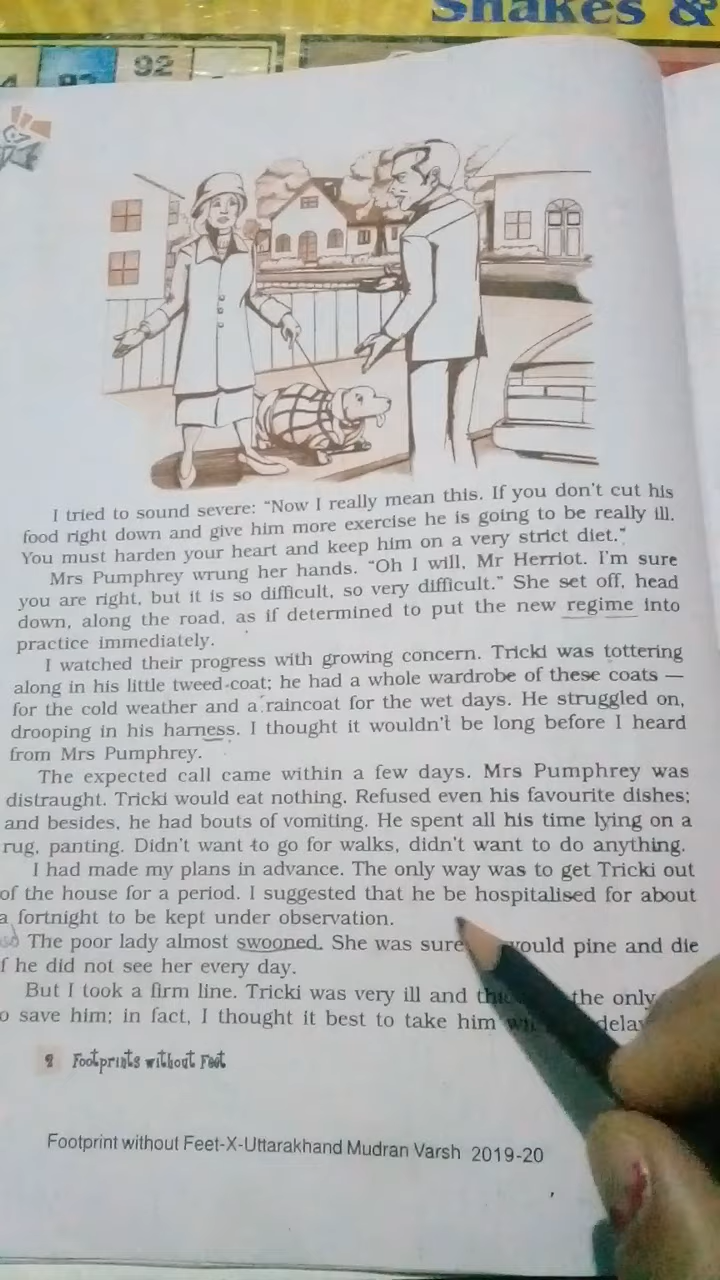 Shakes &
92
I tried to sound severe: “Now I really mean this. If you don't cut his
food right down and give him more exercise he is going to be really ill.
You must harden your heart and keep him on a very strict diet.”
Mrs Pumphrey wrung her hands. “Oh I will, Mr Herriot. I'm sure
you are right, but it is so difficult, so very difficult.” She set off, head
down, along the road, as if determined to put the new regime into
practice immediately.
I watched their progress with growing concern. Tricki was tottering
along in his little tweed-coat; he had a whole wardrobe of these coats —
for the cold weather and a raincoat for the wet days. He struggled on,
drooping in his harness. I thought it wouldn't be long before I heard
from Mrs Pumphrey.
The expected call came within a few days. Mrs Pumphrey was
distraught. Tricki would eat nothing. Refused even his favourite dishes;
and besides, he had bouts of vomiting. He spent all his time lying on a
rug, panting. Didn't want to go for walks, didn't want to do anything.
I had made my plans in advance. The only way was to get Tricki out
of the house for a period. I suggested that he be hospitalised for about
a fortnight to be kept under observation.
The poor lady almost swooned. She was sure would pine and die
f he did not see her every day.
But I took a firm line. Tricki was very ill and the only
o save him; in fact, I thought it best to take him delay
2 Footprints without Feet
Footprint without Feet-X-Uttarakhand Mudran Varsh 2019-20